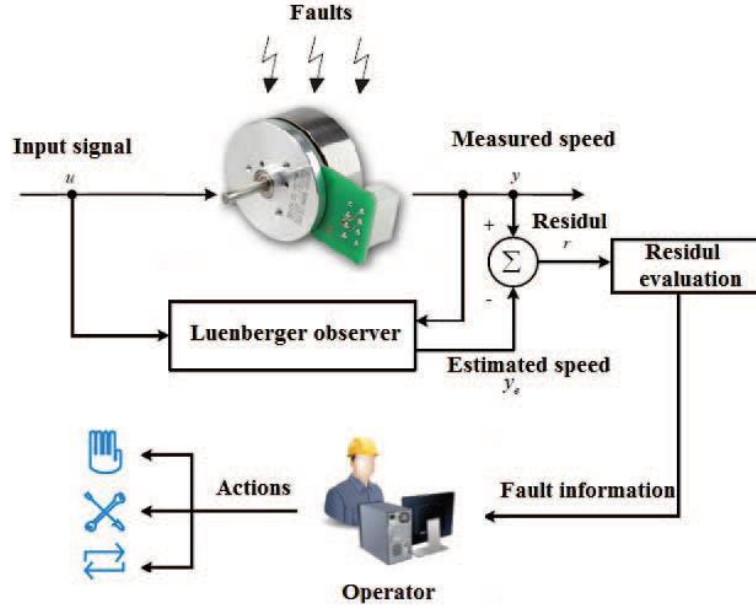 Faults
Input signal
Measured speed
u
y
+
Residul
r
Σ
Residul
evaluation
-
Luenberger observer
Estimated speed
yₑ
Actions
Fault information
Operator